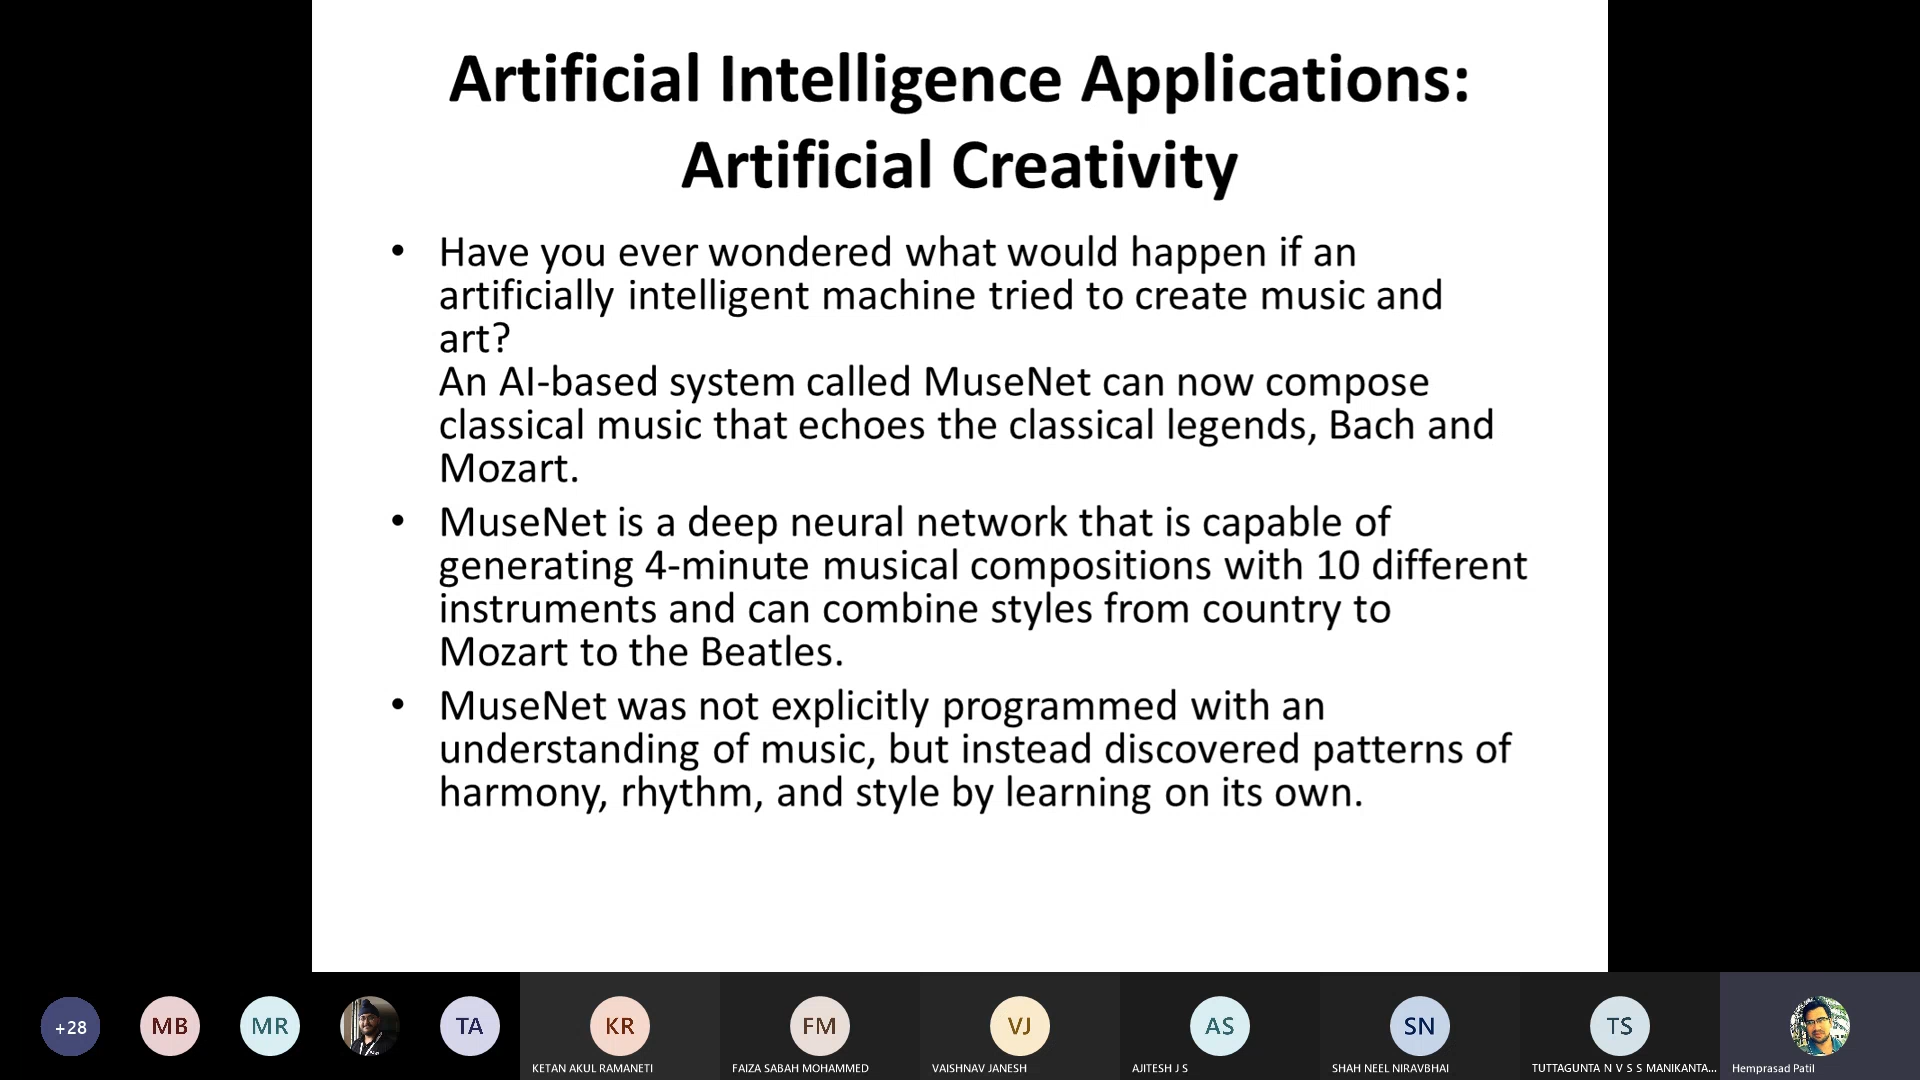 Artificial Intelligence Applications:
Artificial Creativity
• Have you ever wondered what would happen if an
artificially intelligent machine tried to create music and
art?
An AI-based system called MuseNet can now compose
classical music that echoes the classical legends, Bach and
Mozart.
• MuseNet is a deep neural network that is capable of
generating 4-minute musical compositions with 10 different
instruments and can combine styles from country to
Mozart to the Beatles.
• MuseNet was not explicitly programmed with an
understanding of music, but instead discovered patterns of
harmony, rhythm, and style by learning on its own.
+28 MB MR TA KR FM VJ AS SN TS
KETAN AKUL RAMANETI FAIZA SABAH MOHAMMED VAISHNAV JANESH AJITESH J S SHAH NEEL NIRAVBHAI TUTTAGUNTA N V S S MANIKANTA... Hemprasad Patil